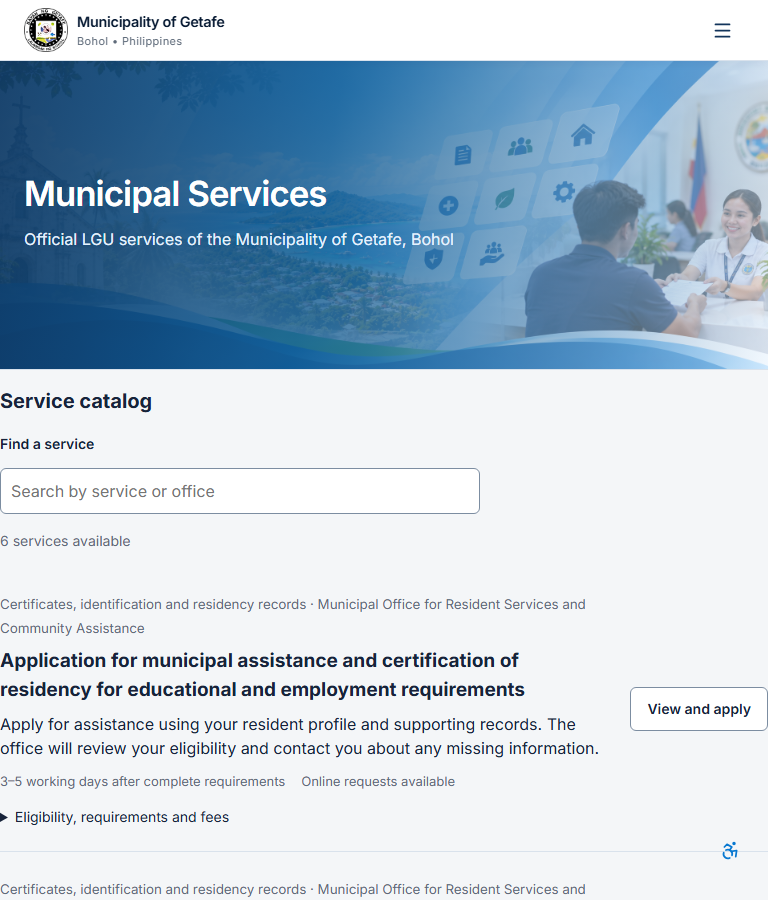 Municipality of Getafe
Bohol • Philippines
Municipal Services
Official LGU services of the Municipality of Getafe, Bohol
Service catalog
Find a service
Search by service or office
6 services available
Certificates, identification and residency records · Municipal Office for Resident Services and
Community Assistance
Application for municipal assistance and certification of
residency for educational and employment requirements
Apply for assistance using your resident profile and supporting records. The
office will review your eligibility and contact you about any missing information.
View and apply
3–5 working days after complete requirements Online requests available
Eligibility, requirements and fees
Certificates, identification and residency records · Municipal Office for Resident Services and